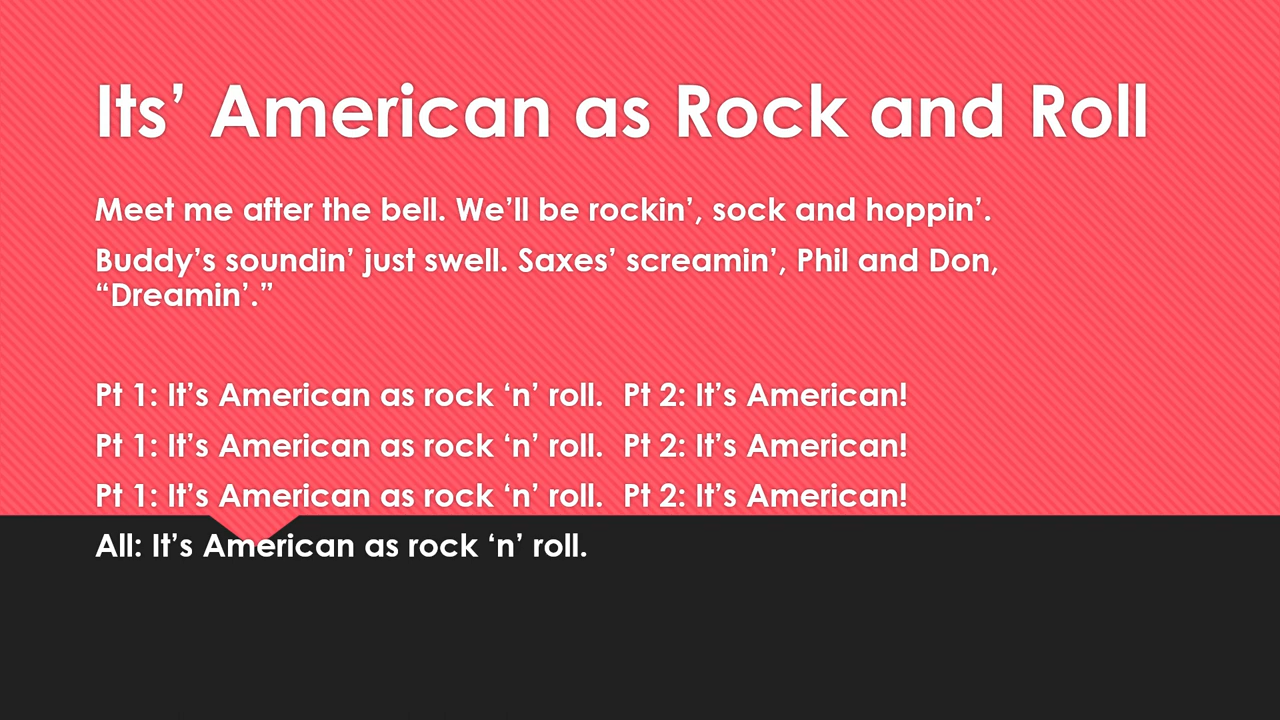 Its’ American as Rock and Roll
Meet me after the bell. We’ll be rockin’, sock and hoppin’.
Buddy’s soundin’ just swell. Saxes’ screamin’, Phil and Don,
“Dreamin’.”
Pt 1: It’s American as rock ‘n’ roll.  Pt 2: It’s American!
Pt 1: It’s American as rock ‘n’ roll.  Pt 2: It’s American!
Pt 1: It’s American as rock ‘n’ roll.  Pt 2: It’s American!
All: It’s American as rock ‘n’ roll.